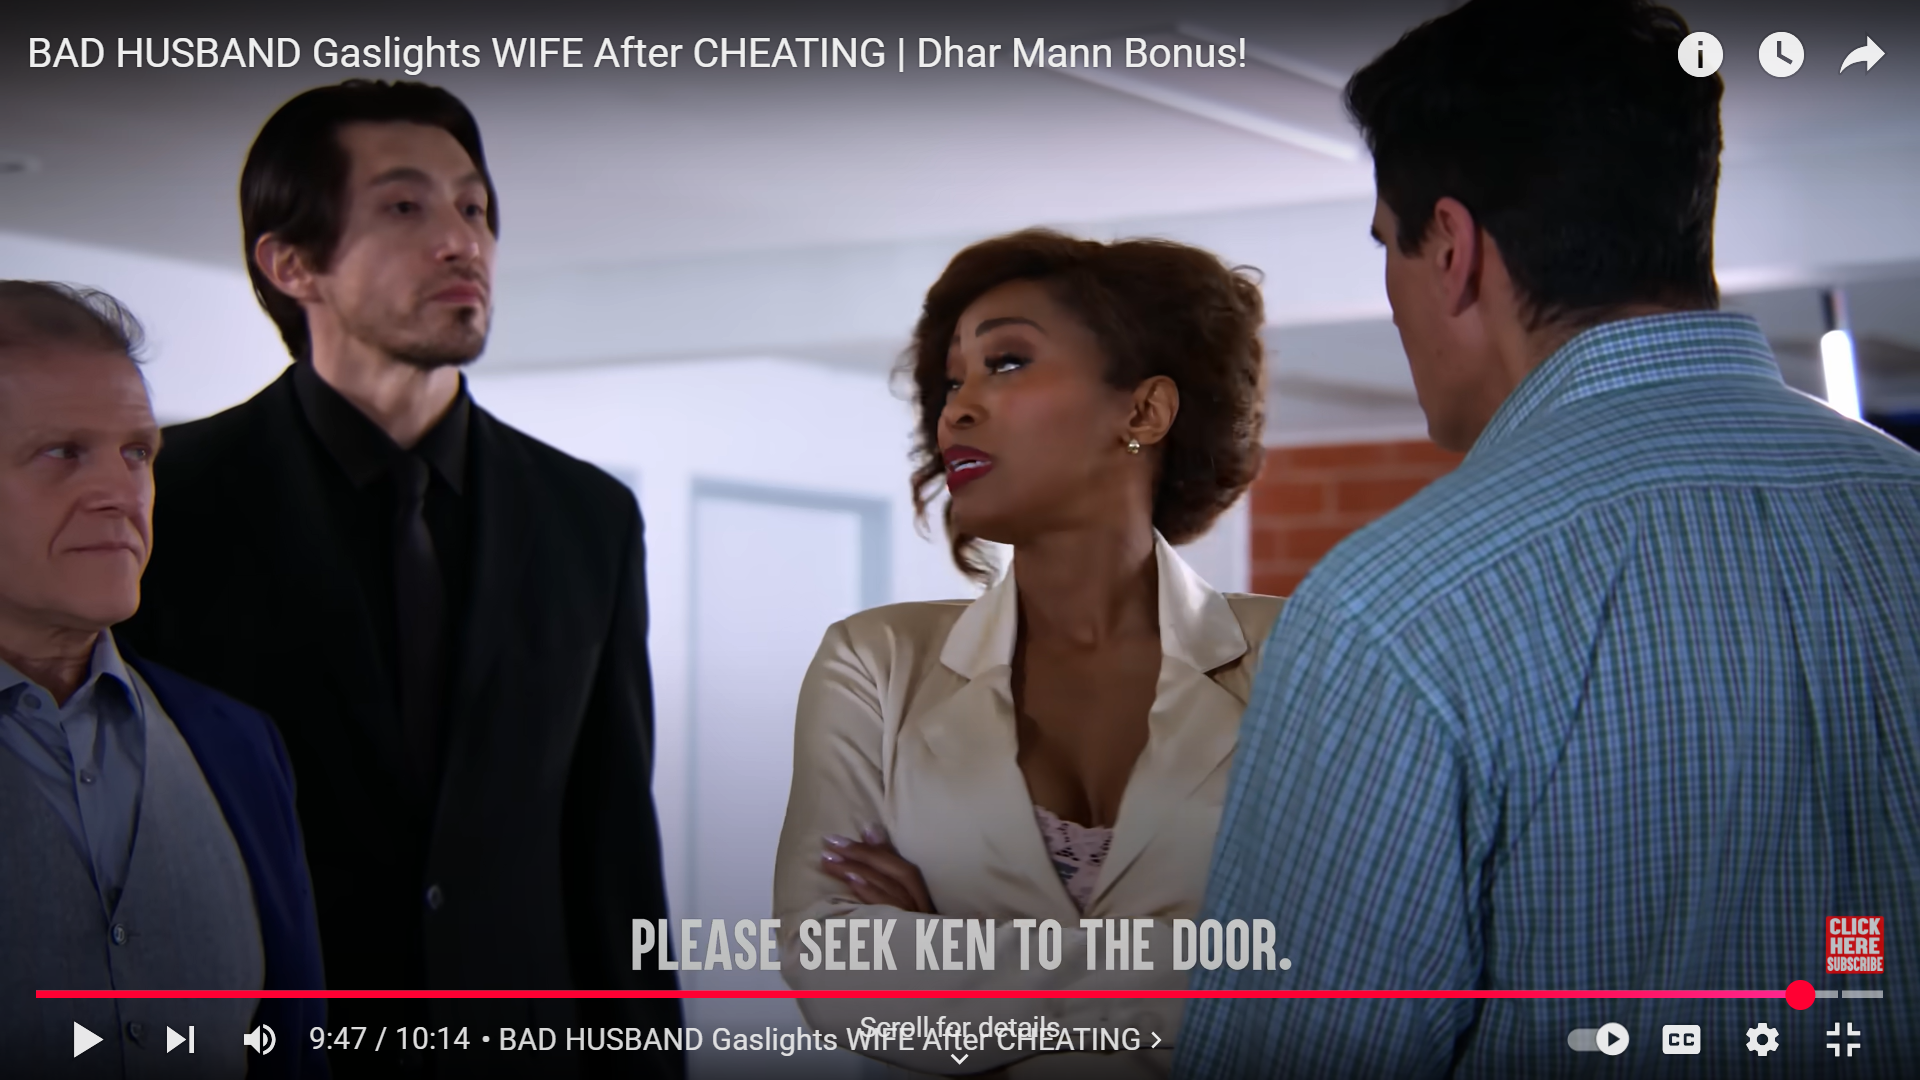 BAD HUSBAND Gaslights WIFE After CHEATING | Dhar Mann Bonus!
PLEASE SEEK KEN TO THE DOOR.
CLICK
HERE
SUBSCRIBE
9:47 / 10:14 • BAD HUSBAND Gaslights WIFE After CHEATING
Scroll for details
CC